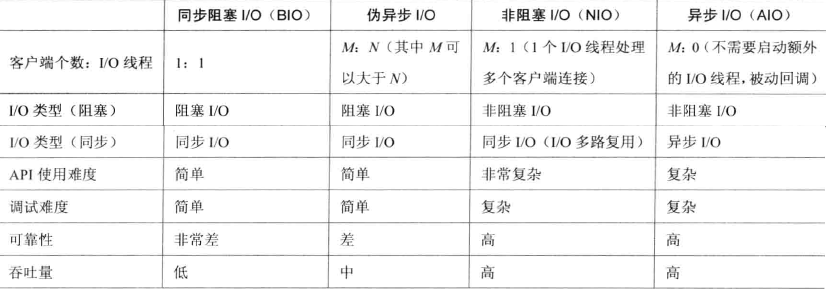 同步阻塞 I/O（BIO） 伪异步 I/O 非阻塞 I/O（NIO） 异步 I/O（AIO）
客户端个数：I/O 线程 1：1 M：N（其中 M 可以大于 N） M：1（1 个 I/O 线程处理多个客户端连接） M：0（不需要启动额外的 I/O 线程，被动回调）
I/O 类型（阻塞） 阻塞 I/O 阻塞 I/O 非阻塞 I/O 非阻塞 I/O
I/O 类型（同步） 同步 I/O 同步 I/O 同步 I/O（I/O 多路复用） 异步 I/O
API 使用难度 简单 简单 非常复杂 复杂
调试难度 简单 简单 复杂 复杂
可靠性 非常差 差 高 高
吞吐量 低 中 高 高